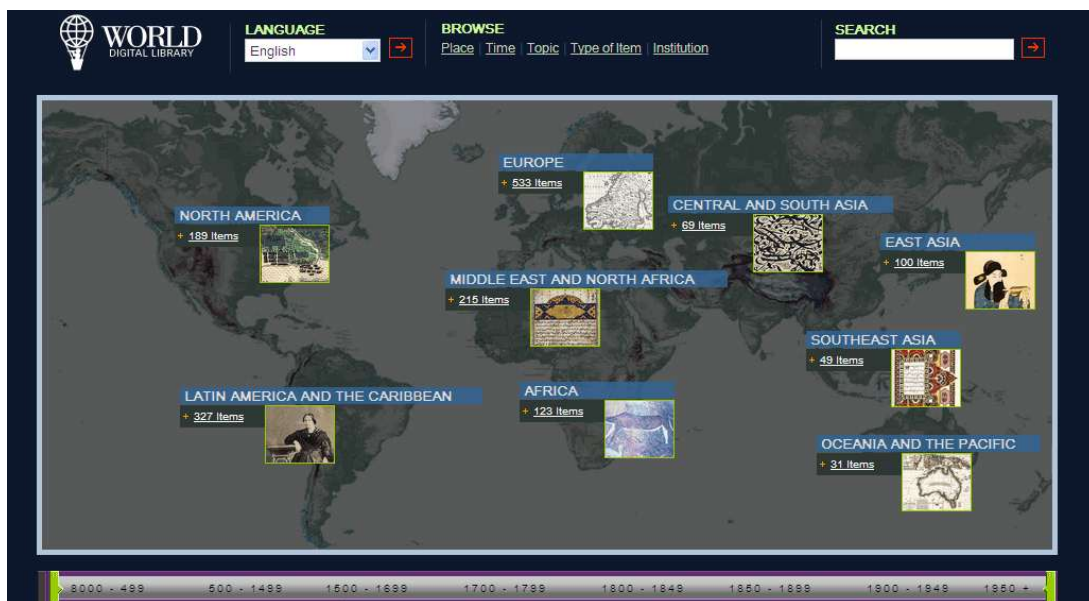 WORLD
DIGITAL LIBRARY
LANGUAGE
English
BROWSE
Place | Time | Topic | Type of Item | Institution
SEARCH
EUROPE
+ 533 Items
CENTRAL AND SOUTH ASIA
+ 69 Items
NORTH AMERICA
+ 189 Items
EAST ASIA
+ 100 Items
MIDDLE EAST AND NORTH AFRICA
+ 215 Items
SOUTHEAST ASIA
+ 49 Items
LATIN AMERICA AND THE CARIBBEAN
+ 327 Items
AFRICA
+ 123 Items
OCEANIA AND THE PACIFIC
+ 31 Items
8000 - 499 500 - 1499 1500 - 1699 1700 - 1799 1800 - 1849 1850 - 1899 1900 - 1949 1950 +